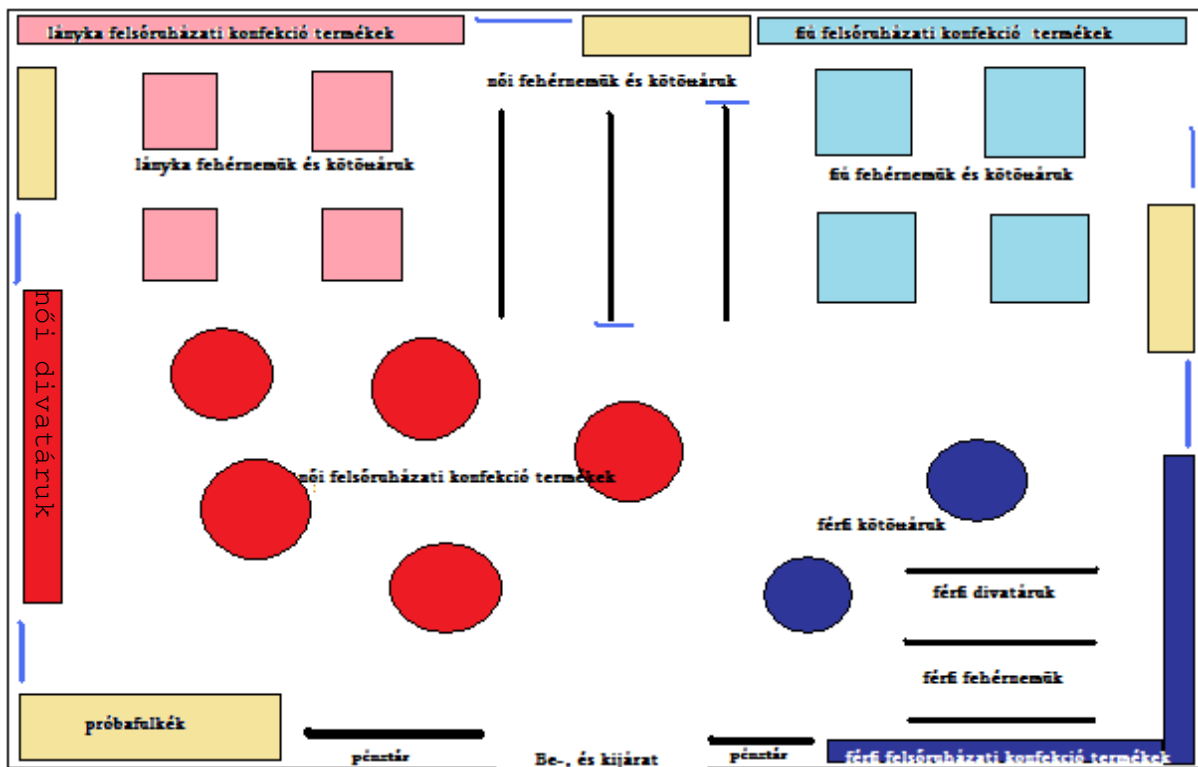 lányka felsőruházati konfekció termékek
fiú felsőruházati konfekció termékek
női fehérneműk és kötöttáruk
lányka fehérneműk és kötöttáruk
fiú fehérneműk és kötöttáruk
női divatáruk
női felsőruházati konfekció termékek
férfi kötöttáruk
férfi divatáruk
férfi fehérneműk
próbafulkék
pénztár
Be-, és kijárat
pénztár
férfi felsőruházati konfekció termékek